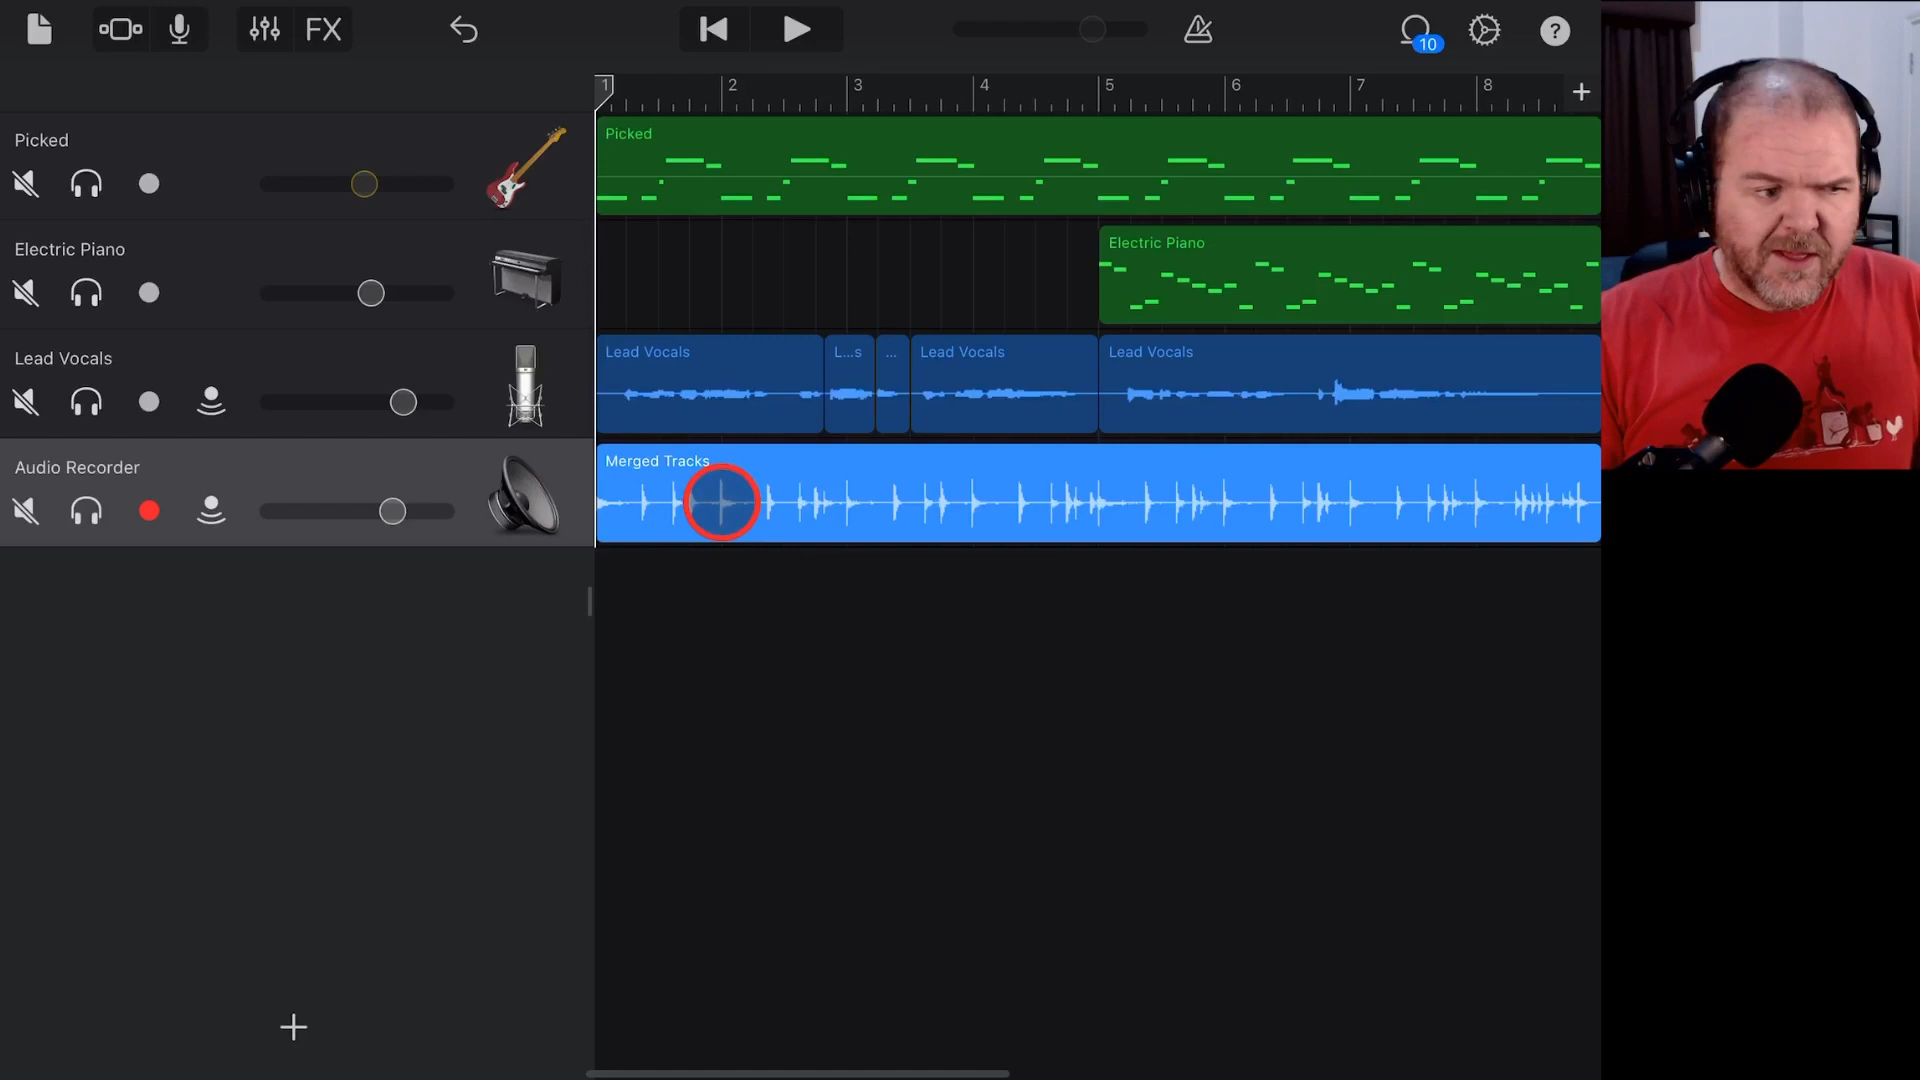 FX
10
?
1 2 3 4 5 6 7 8
Picked
Picked
Electric Piano
Electric Piano
Lead Vocals
Lead Vocals L...s ... Lead Vocals Lead Vocals
Audio Recorder
Merged Tracks